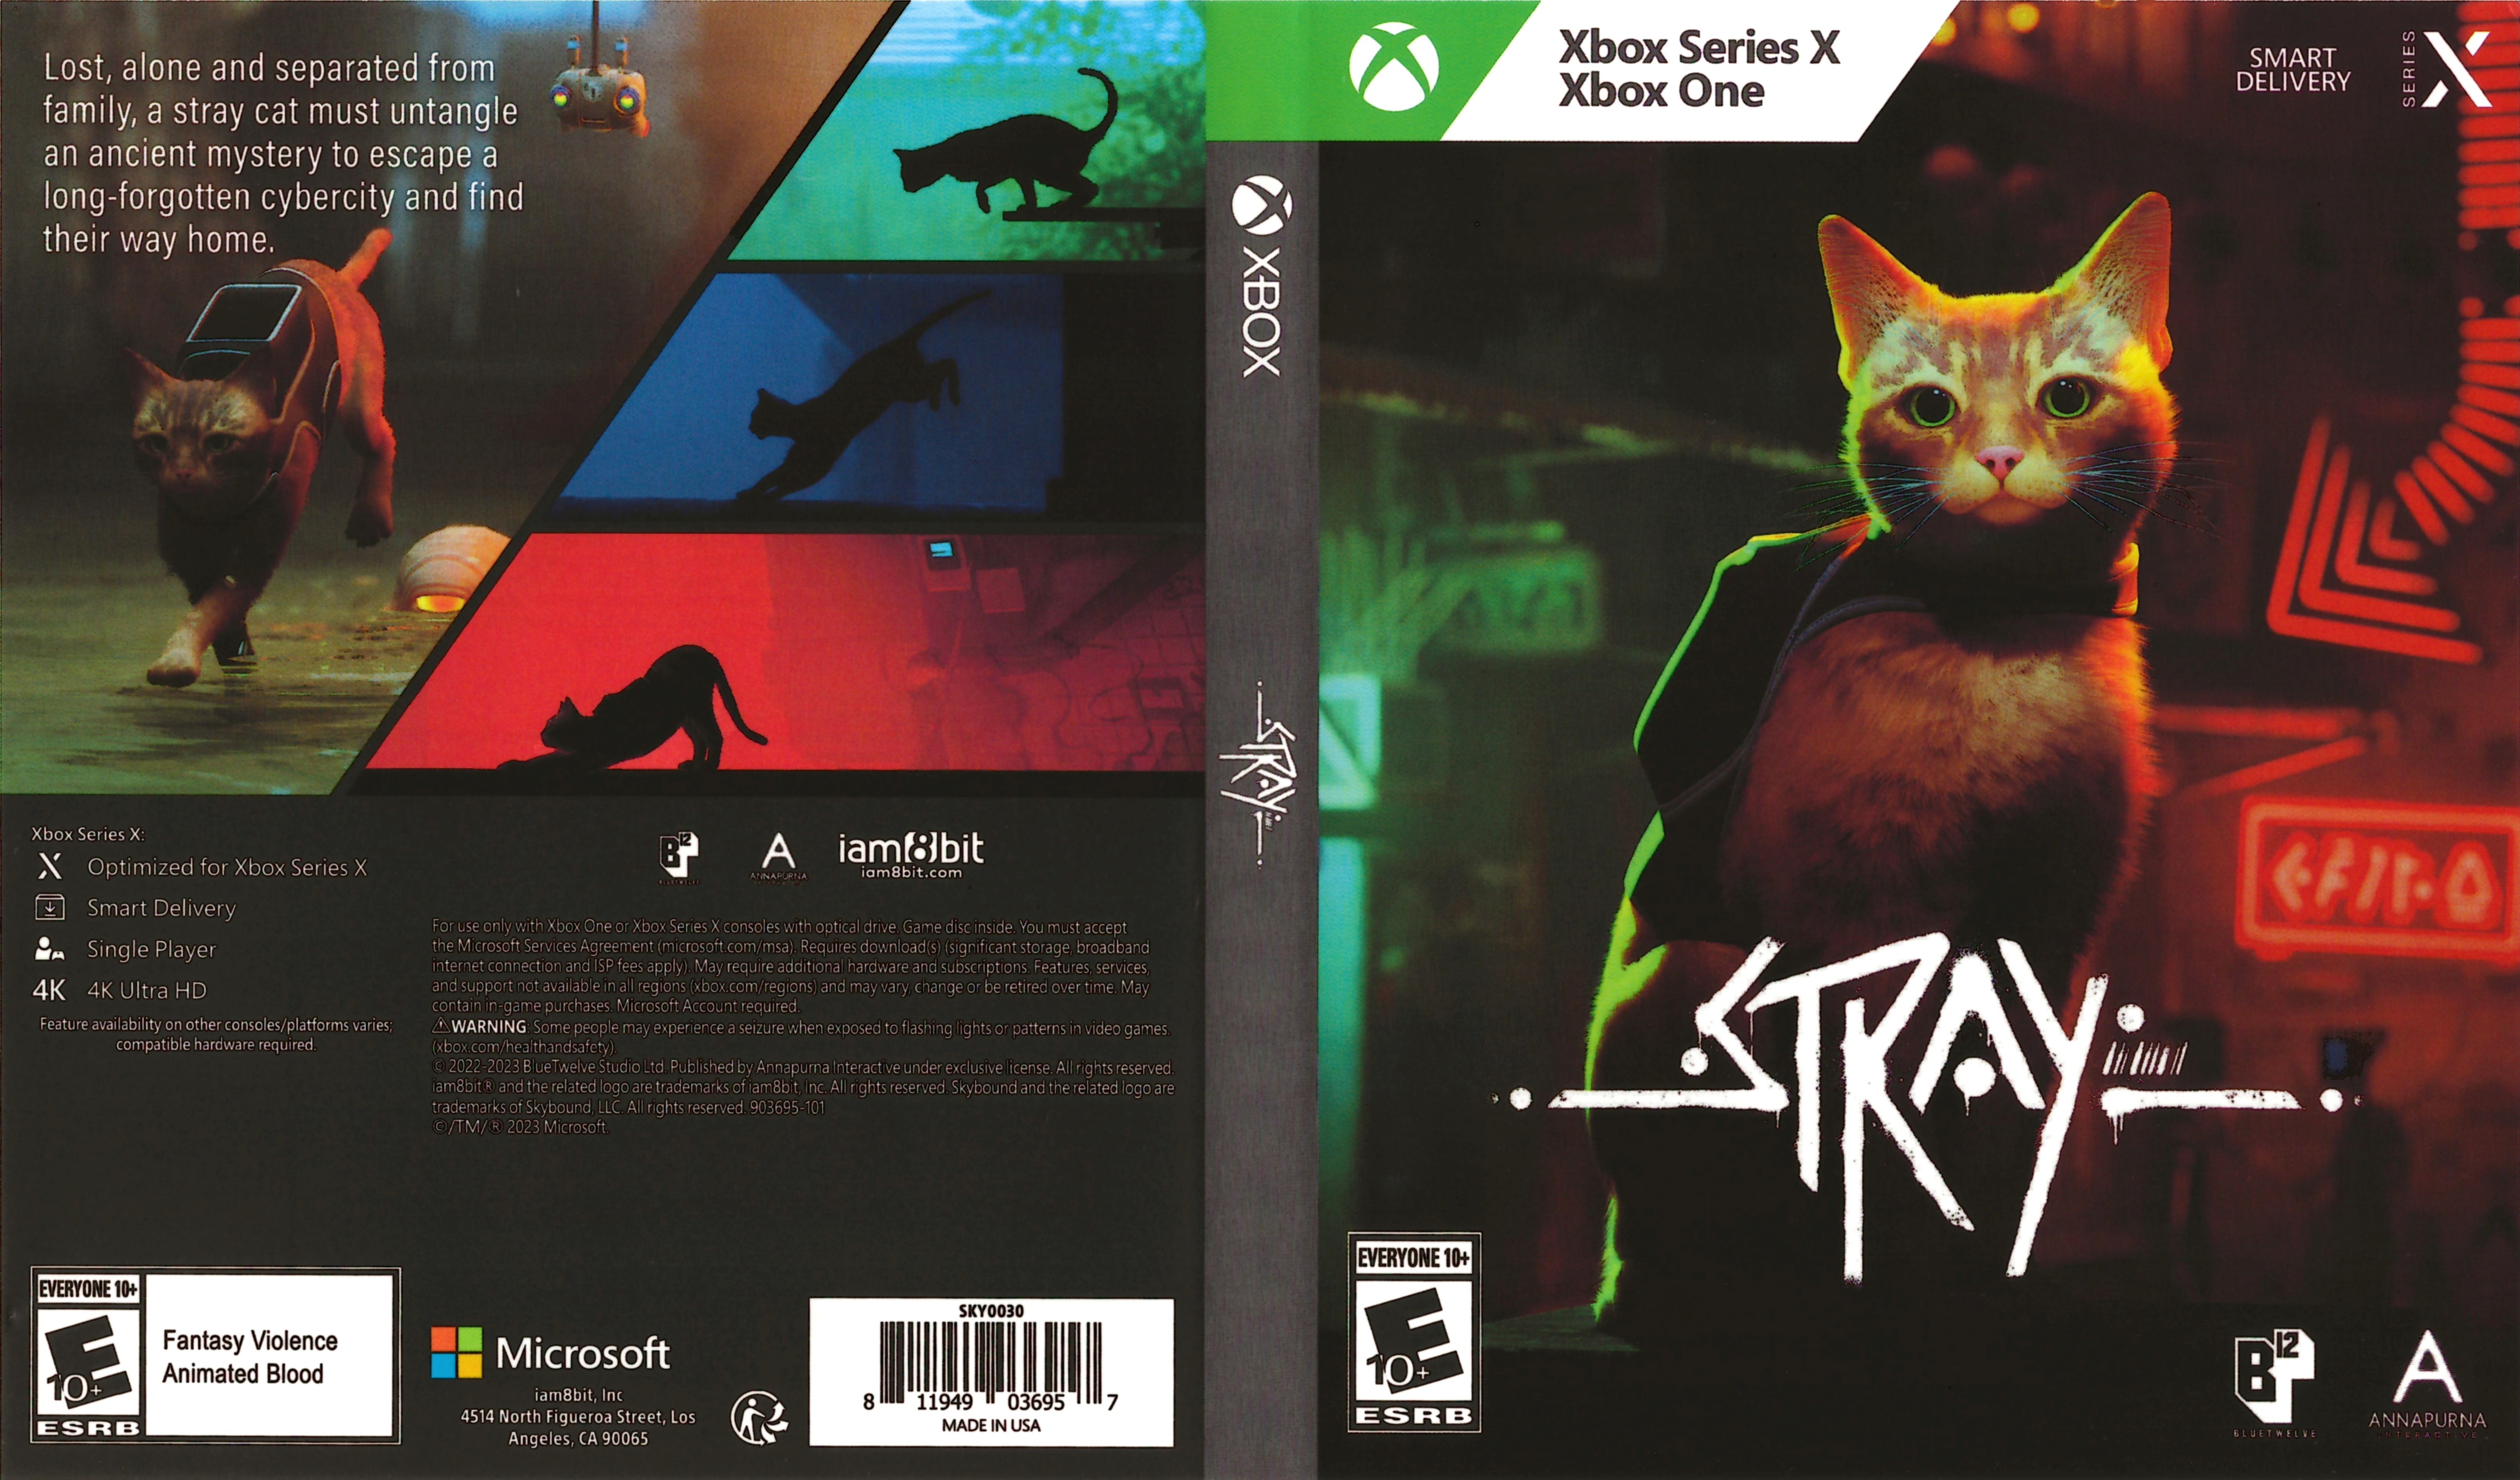 Lost, alone and separated from
family, a stray cat must untangle
an ancient mystery to escape a
long-forgotten cybercity and find
their way home.
Xbox Series X:
X Optimized for Xbox Series X
Smart Delivery
Single Player
4K 4K Ultra HD
Feature availability on other consoles/platforms varies;
compatible hardware required.
B12
BLUETWELVE
A
ANNAPURNA
iam8bit
iam8bit.com
For use only with Xbox One or Xbox Series X consoles with optical drive. Game disc inside. You must accept
the Microsoft Services Agreement (microsoft.com/msa). Requires download(s) (significant storage, broadband
internet connection and ISP fees apply). May require additional hardware and subscriptions. Features, services,
and support not available in all regions (xbox.com/regions) and may vary, change or be retired over time. May
contain in-game purchases. Microsoft Account required.
⚠WARNING: Some people may experience a seizure when exposed to flashing lights or patterns in video games.
(xbox.com/healthandsafety).
© 2022-2023 BlueTwelve Studio Ltd. Published by Annapurna Interactive under exclusive license. All rights reserved.
iam8bit® and the related logo are trademarks of iam8bit, Inc. All rights reserved. Skybound and the related logo are
trademarks of Skybound, LLC. All rights reserved. 903695-101
©/TM/® 2023 Microsoft.
EVERYONE 10+
E
10+
ESRB
Fantasy Violence
Animated Blood
Microsoft
iam8bit, Inc
4514 North Figueroa Street, Los
Angeles, CA 90065
SKY0030
8 11949 03695 7
MADE IN USA
XBOX
STRAY
Xbox Series X
Xbox One
SMART
DELIVERY
SERIES X
STRAY
EVERYONE 10+
E
10+
ESRB
B12
BLUETWELVE
A
ANNAPURNA
INTERACTIVE